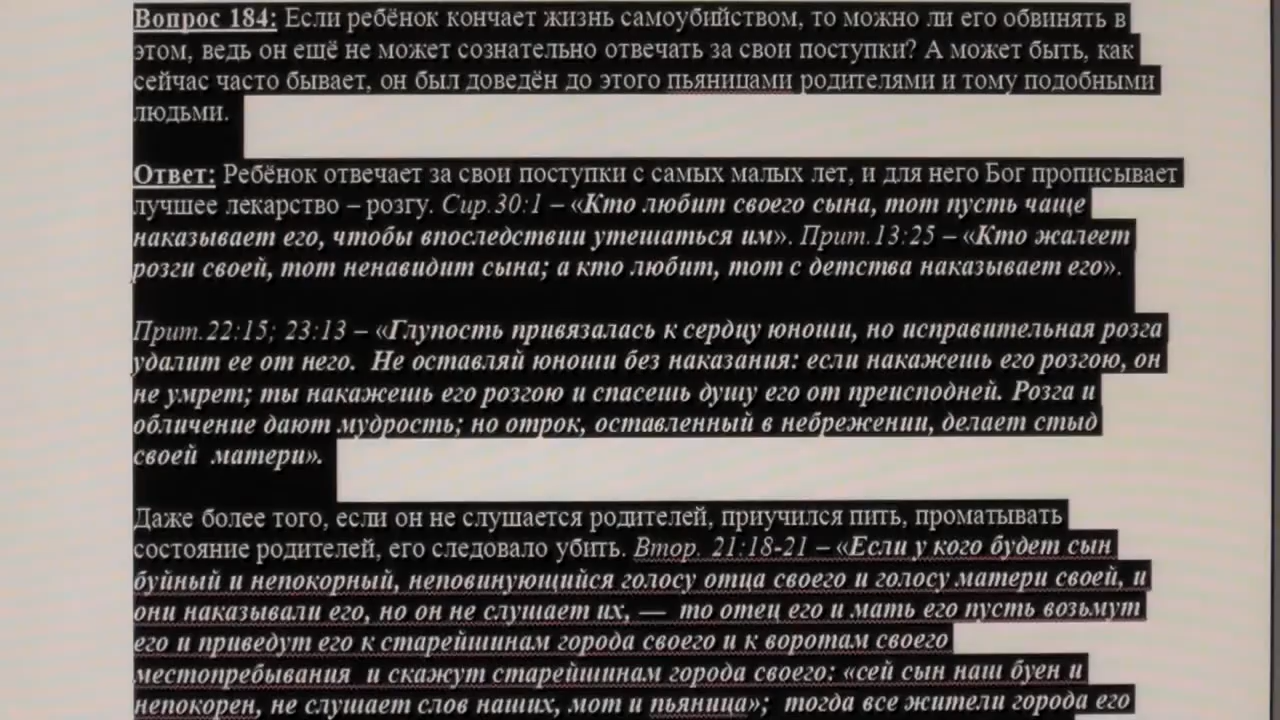 Вопрос 184: Если ребёнок кончает жизнь самоубийством, то можно ли его обвинять в
этом, ведь он ещё не может сознательно отвечать за свои поступки? А может быть, как
сейчас часто бывает, он был доведён до этого пьяницами родителями и тому подобными
людьми.
Ответ: Ребёнок отвечает за свои поступки с самых малых лет, и для него Бог прописывает
лучшее лекарство – розгу. Сир.30:1 – «Кто любит своего сына, тот пусть чаще
наказывает его, чтобы впоследствии утешаться им». Прит.13:25 – «Кто жалеет
розги своей, тот ненавидит сына; а кто любит, тот с детства наказывает его».
Прит.22:15; 23:13 – «Глупость привязалась к сердцу юноши, но исправительная розга
удалит ее от него. Не оставляй юноши без наказания: если накажешь его розгою, он
не умрет; ты накажешь его розгою и спасешь душу его от преисподней. Розга и
обличение дают мудрость; но отрок, оставленный в небрежении, делает стыд
своей матери».
Даже более того, если он не слушается родителей, приучился пить, проматывать
состояние родителей, его следовало убить. Втор. 21:18-21 – «Если у кого будет сын
буйный и непокорный, неповинующийся голосу отца своего и голосу матери своей, и
они наказывали его, но он не слушает их, — то отец его и мать его пусть возьмут
его и приведут его к старейшинам города своего и к воротам своего
местопребывания и скажут старейшинам города своего: «сей сын наш буен и
непокорен, не слушает слов наших, мот и пьяница»; тогда все жители города его